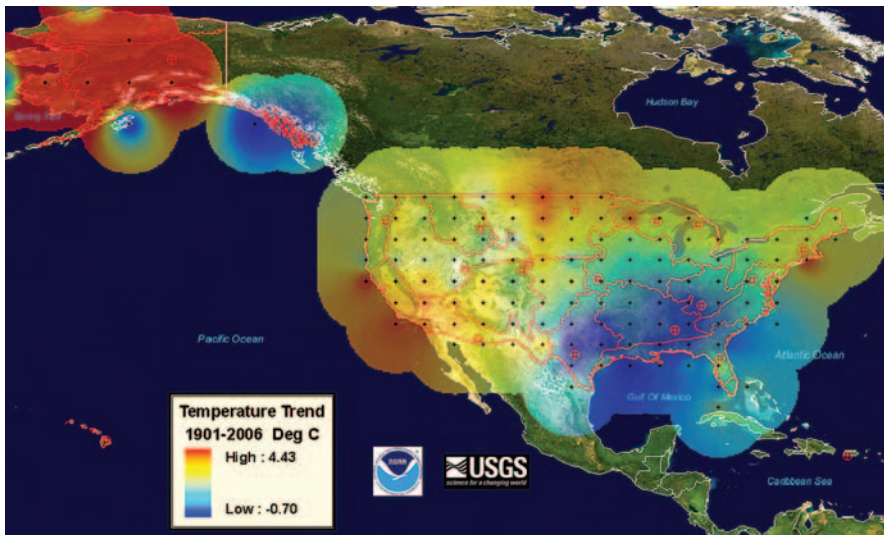 Bering Sea
Hudson Bay
Pacific Ocean
Atlantic Ocean
Gulf Of Mexico
Caribbean Sea
Temperature Trend
1901-2006 Deg C
High : 4.43
Low : -0.70
NOAA
USGS
science for a changing world